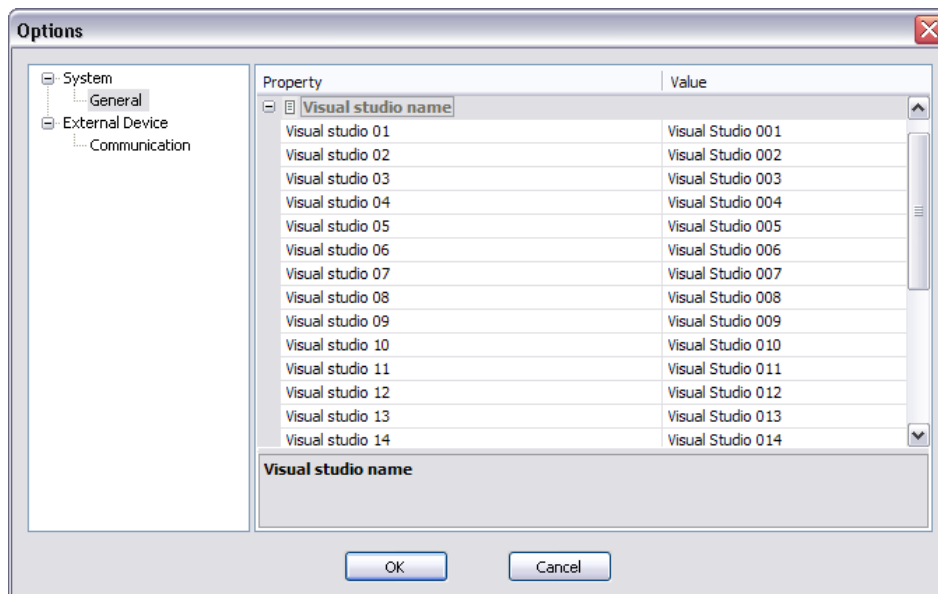 Options
System
General
External Device
Communication
Property Value
Visual studio name
Visual studio 01 Visual Studio 001
Visual studio 02 Visual Studio 002
Visual studio 03 Visual Studio 003
Visual studio 04 Visual Studio 004
Visual studio 05 Visual Studio 005
Visual studio 06 Visual Studio 006
Visual studio 07 Visual Studio 007
Visual studio 08 Visual Studio 008
Visual studio 09 Visual Studio 009
Visual studio 10 Visual Studio 010
Visual studio 11 Visual Studio 011
Visual studio 12 Visual Studio 012
Visual studio 13 Visual Studio 013
Visual studio 14 Visual Studio 014
Visual studio name
OK Cancel